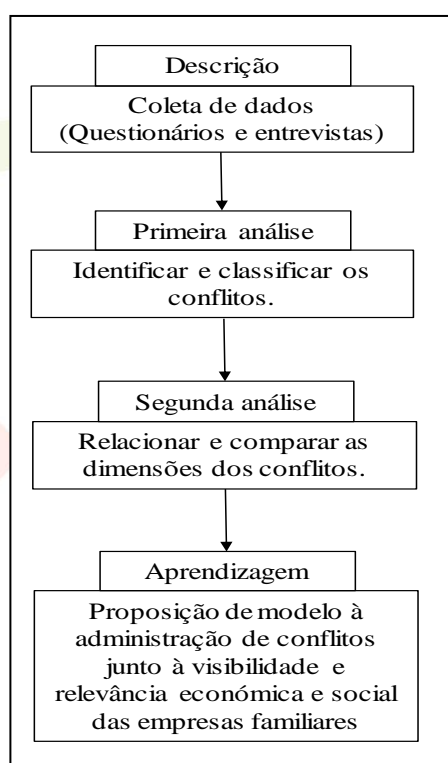 Descrição
Coleta de dados
(Questionários e entrevistas)
Primeira análise
Identificar e classificar os
conflitos.
Segunda análise
Relacionar e comparar as
dimensões dos conflitos.
Aprendizagem
Proposição de modelo à
administração de conflitos
junto à visibilidade e
relevância económica e social
das empresas familiares